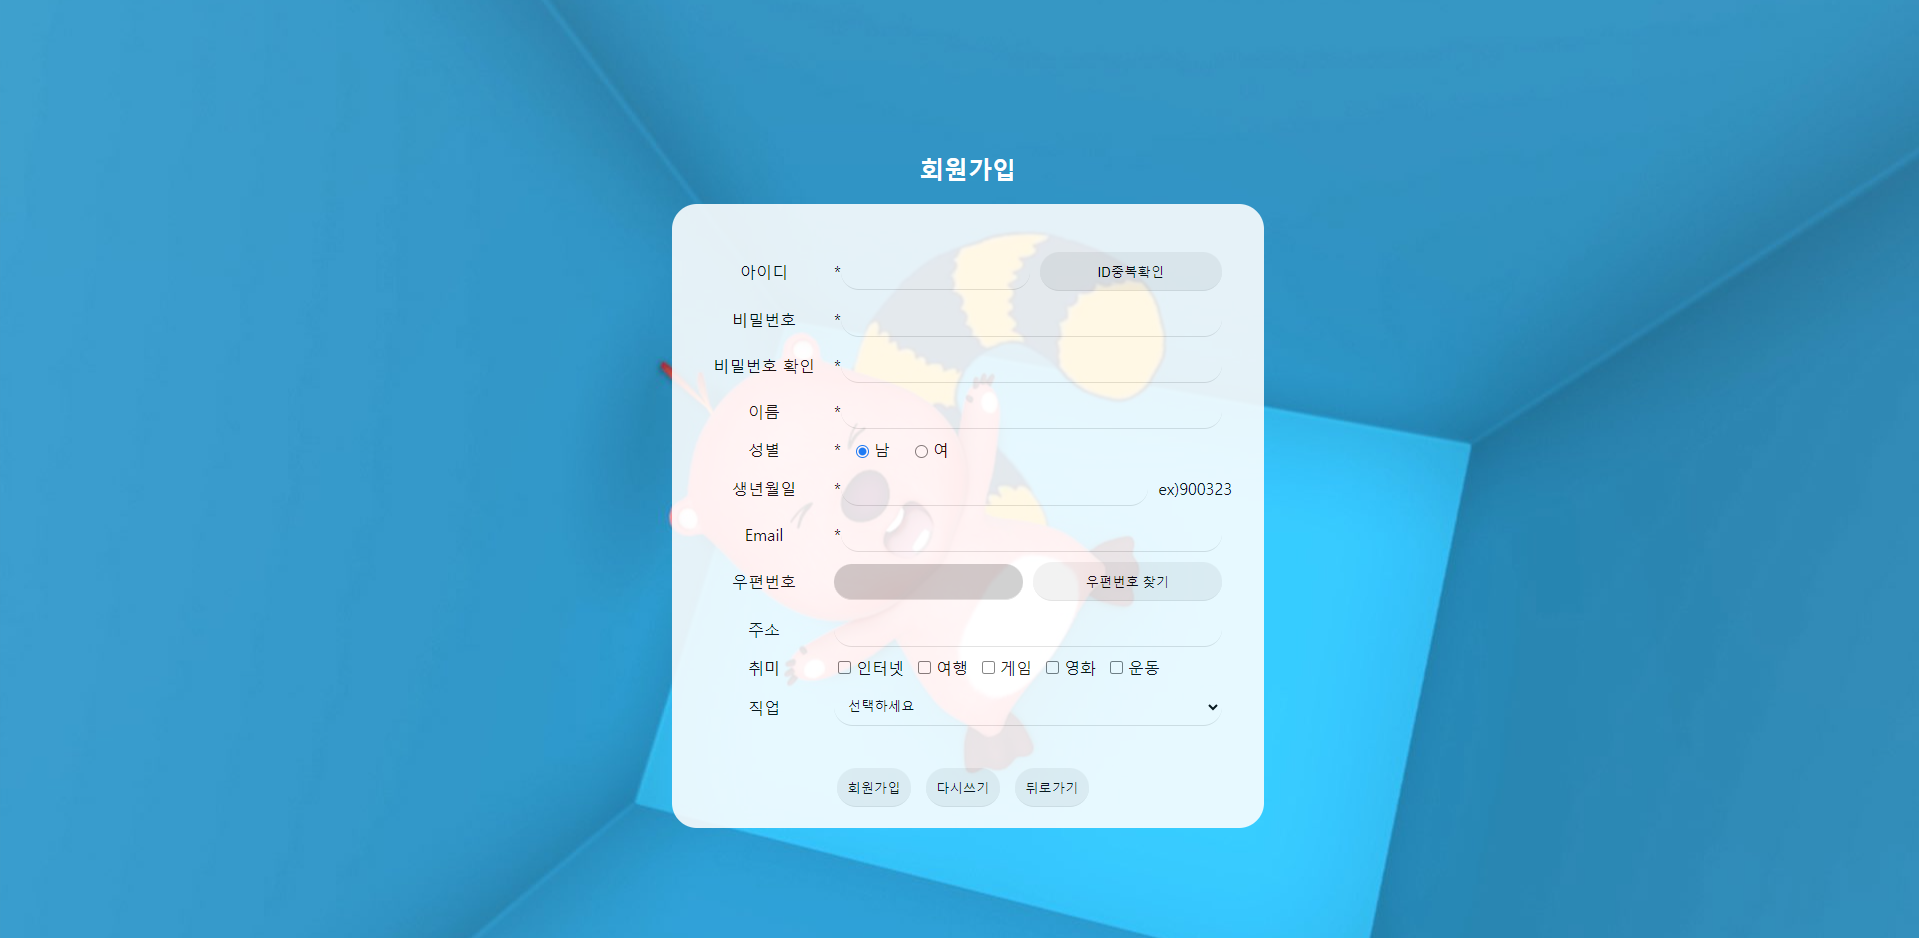 회원가입
아이디 * ID중복확인
비밀번호 *
비밀번호 확인 *
이름 *
성별 * 남 여
생년월일 * ex)900323
Email *
우편번호 우편번호 찾기
주소
취미 인터넷 여행 게임 영화 운동
직업 선택하세요
회원가입 다시쓰기 뒤로가기